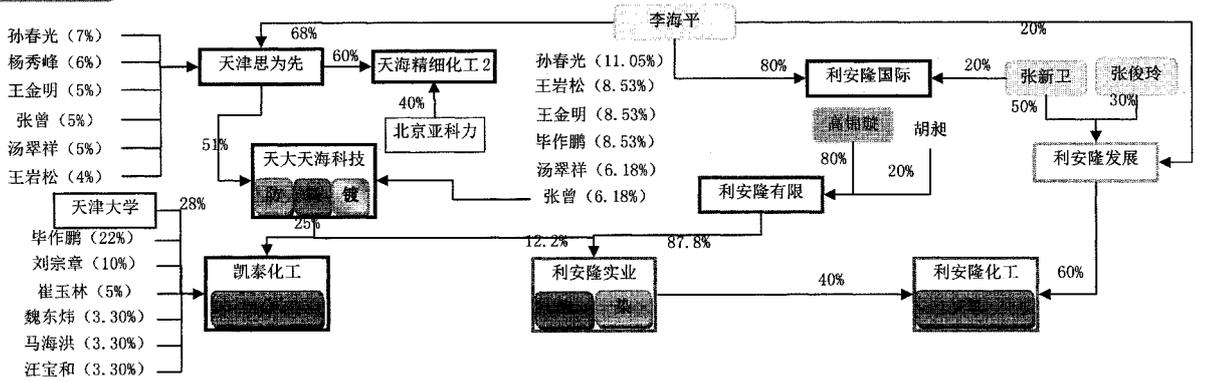 李海平
孙春光（7%）
杨秀峰（6%）
王金明（5%）
张曾（5%）
汤翠祥（5%）
王岩松（4%）
68%
天津思为先
60%
天海精细化工2
40%
北京亚科力
51%
天大天海科技
防
镀
孙春光（11.05%）
王岩松（8.53%）
王金明（8.53%）
毕作鹏（8.53%）
汤翠祥（6.18%）
张曾（6.18%）
80%
利安隆国际
20%
20%
张新卫
张俊玲
50%
30%
利安隆发展
高锦璇
胡昶
80%
20%
利安隆有限
天津大学
28%
毕作鹏（22%）
刘宗章（10%）
崔玉林（5%）
魏东炜（3.30%）
马海洪（3.30%）
汪宝和（3.30%）
25%
12.2%
87.8%
凯泰化工
利安隆实业
染
40%
利安隆化工
60%